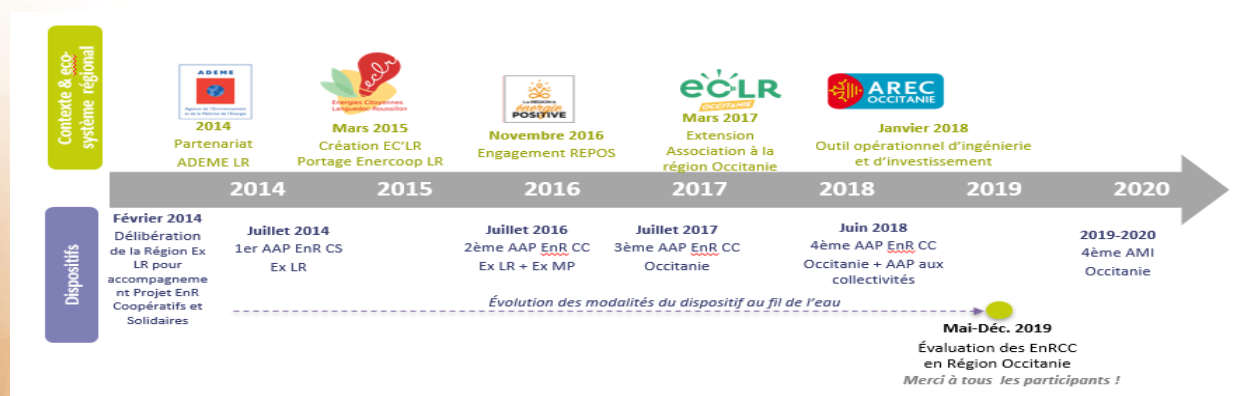 Contexte & eco-
système régional
ADEME
Agence de l'Environnement
et de la Maîtrise de l'Energie
2014
Partenariat
ADEME LR
eclr
Energies Citoyennes
Languedoc-Roussillon
Mars 2015
Création EC'LR
Portage Enercoop LR
La RÉGION à
énergie
POSITIVE
Novembre 2016
Engagement REPOS
ECLR
OCCITANIE
Mars 2017
Extension
Association à la
région Occitanie
AREC
OCCITANIE
Janvier 2018
Outil opérationnel d'ingénierie
et d'investissement
2014 2015 2016 2017 2018 2019 2020
Dispositifs
Février 2014
Délibération
de la Région Ex
LR pour
accompagneme
nt Projet EnR
Coopératifs et
Solidaires
Juillet 2014
1er AAP EnR CS
Ex LR
Juillet 2016
2ème AAP EnR CC
Ex LR + Ex MP
Juillet 2017
3ème AAP EnR CC
Occitanie
Juin 2018
4ème AAP EnR CC
Occitanie + AAP aux
collectivités
2019-2020
4ème AMI
Occitanie
Évolution des modalités du dispositif au fil de l'eau
Mai-Déc. 2019
Évaluation des EnRCC
en Région Occitanie
Merci à tous les participants !